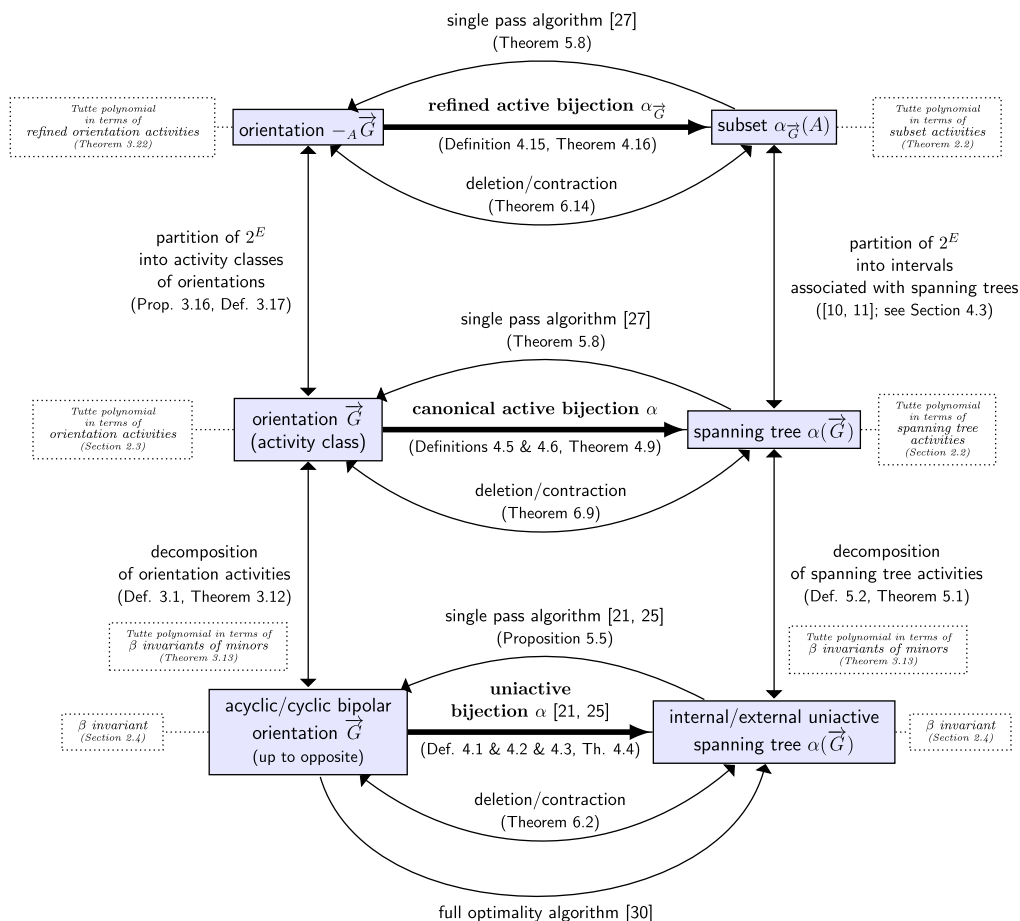 single pass algorithm [27]
(Theorem 5.8)
Tutte polynomial
in terms of
refined orientation activities
(Theorem 3.22)
orientation −_A G⃗
refined active bijection α_G⃗
(Definition 4.15, Theorem 4.16)
subset α_G⃗(A)
Tutte polynomial
in terms of
subset activities
(Theorem 2.2)
deletion/contraction
(Theorem 6.14)
partition of 2^E
into activity classes
of orientations
(Prop. 3.16, Def. 3.17)
partition of 2^E
into intervals
associated with spanning trees
([10, 11]; see Section 4.3)
single pass algorithm [27]
(Theorem 5.8)
Tutte polynomial
in terms of
orientation activities
(Section 2.3)
orientation G⃗
(activity class)
canonical active bijection α
(Definitions 4.5 & 4.6, Theorem 4.9)
spanning tree α(G⃗)
Tutte polynomial
in terms of
spanning tree
activities
(Section 2.2)
deletion/contraction
(Theorem 6.9)
decomposition
of orientation activities
(Def. 3.1, Theorem 3.12)
decomposition
of spanning tree activities
(Def. 5.2, Theorem 5.1)
single pass algorithm [21, 25]
(Proposition 5.5)
Tutte polynomial in terms of
β invariants of minors
(Theorem 3.13)
Tutte polynomial in terms of
β invariants of minors
(Theorem 3.13)
β invariant
(Section 2.4)
acyclic/cyclic bipolar
orientation G⃗
(up to opposite)
uniactive
bijection α [21, 25]
(Def. 4.1 & 4.2 & 4.3, Th. 4.4)
internal/external uniactive
spanning tree α(G⃗)
β invariant
(Section 2.4)
deletion/contraction
(Theorem 6.2)
full optimality algorithm [30]